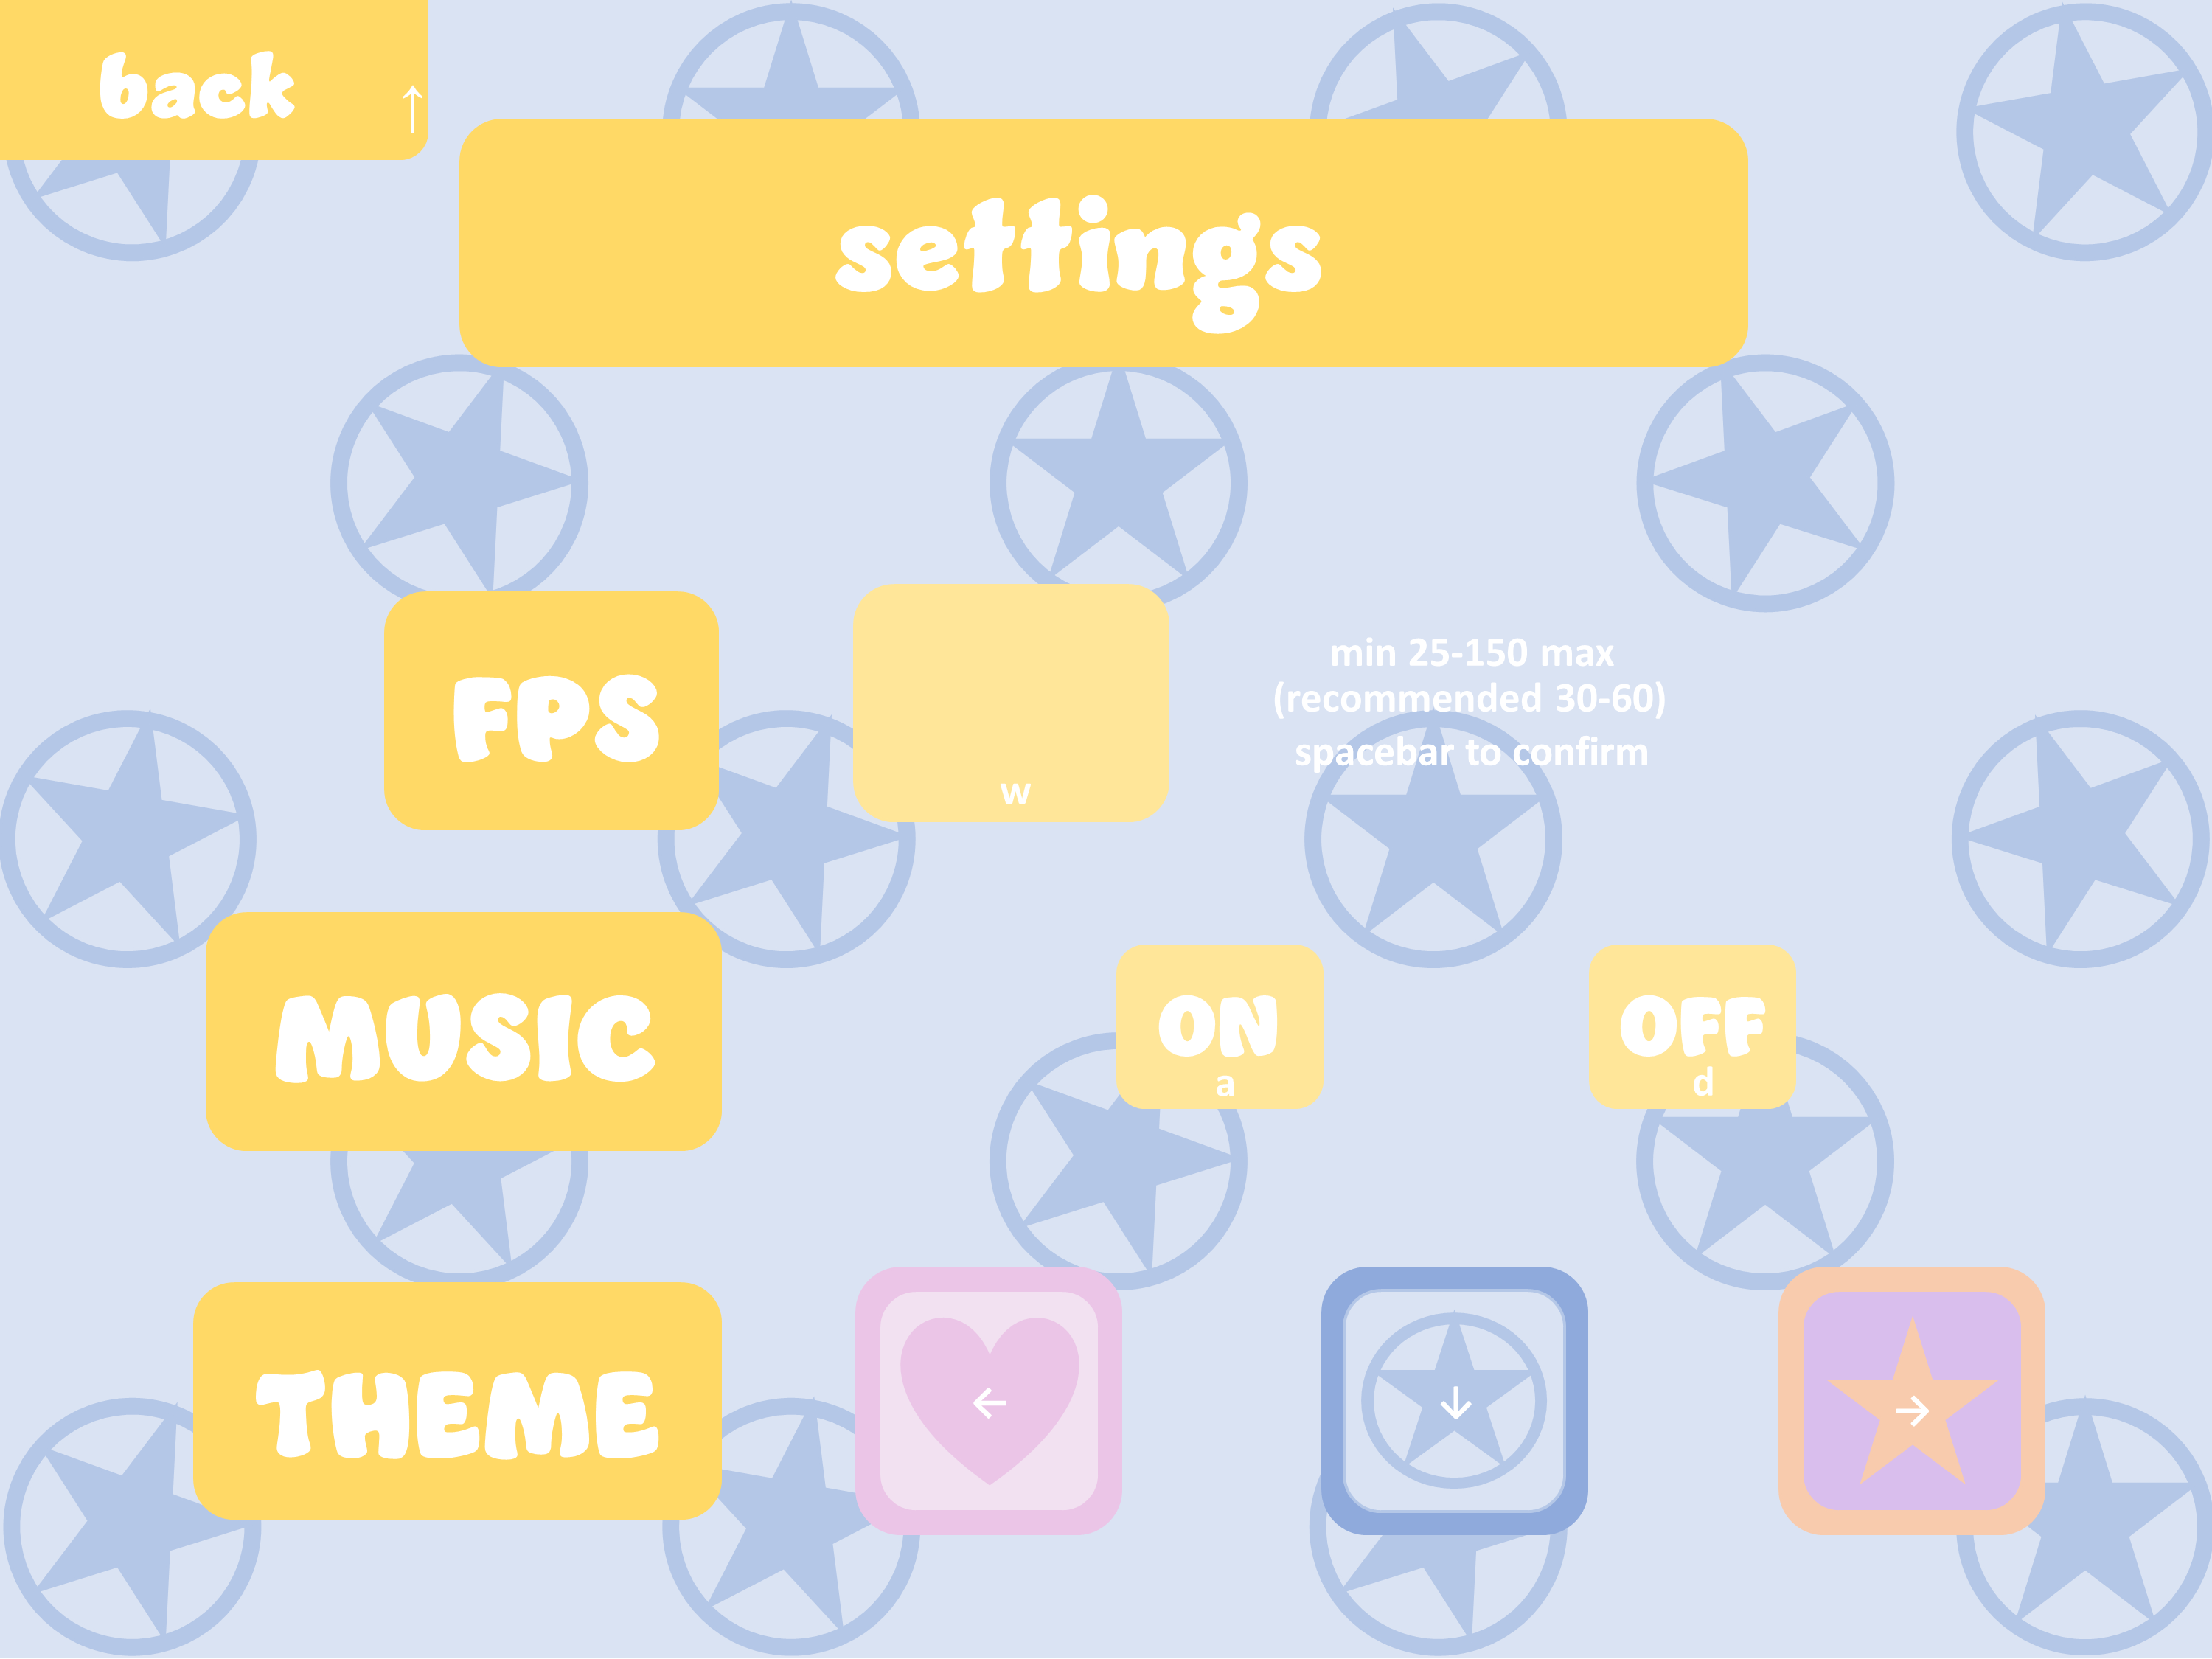 back ↑
settings
FPS
w
min 25-150 max
(recommended 30-60)
spacebar to confirm
MUSIC
ON
a
OFF
d
THEME
← ↓ →